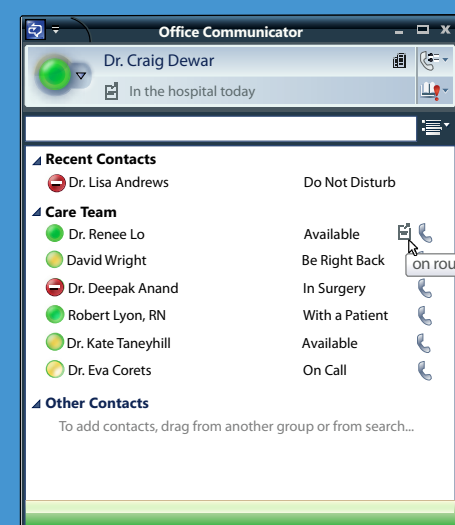 Office Communicator
Dr. Craig Dewar
In the hospital today
Recent Contacts
Dr. Lisa Andrews Do Not Disturb
Care Team
Dr. Renee Lo Available
David Wright Be Right Back
on rou
Dr. Deepak Anand In Surgery
Robert Lyon, RN With a Patient
Dr. Kate Taneyhill Available
Dr. Eva Corets On Call
Other Contacts
To add contacts, drag from another group or from search...